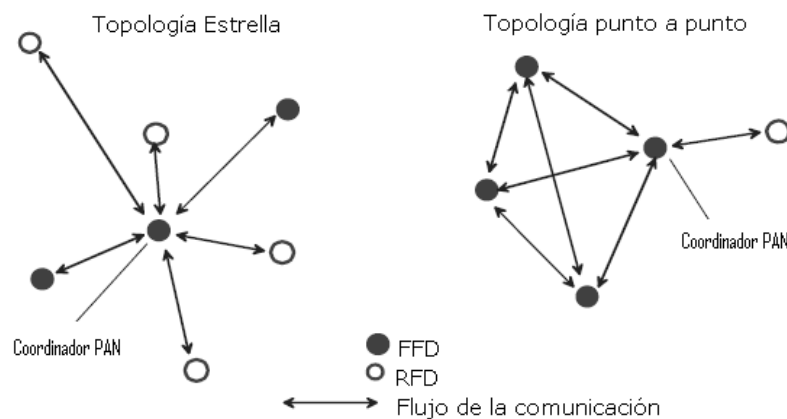 Topología Estrella
Topología punto a punto
Coordinador PAN
Coordinador PAN
FFD
RFD
Flujo de la comunicación